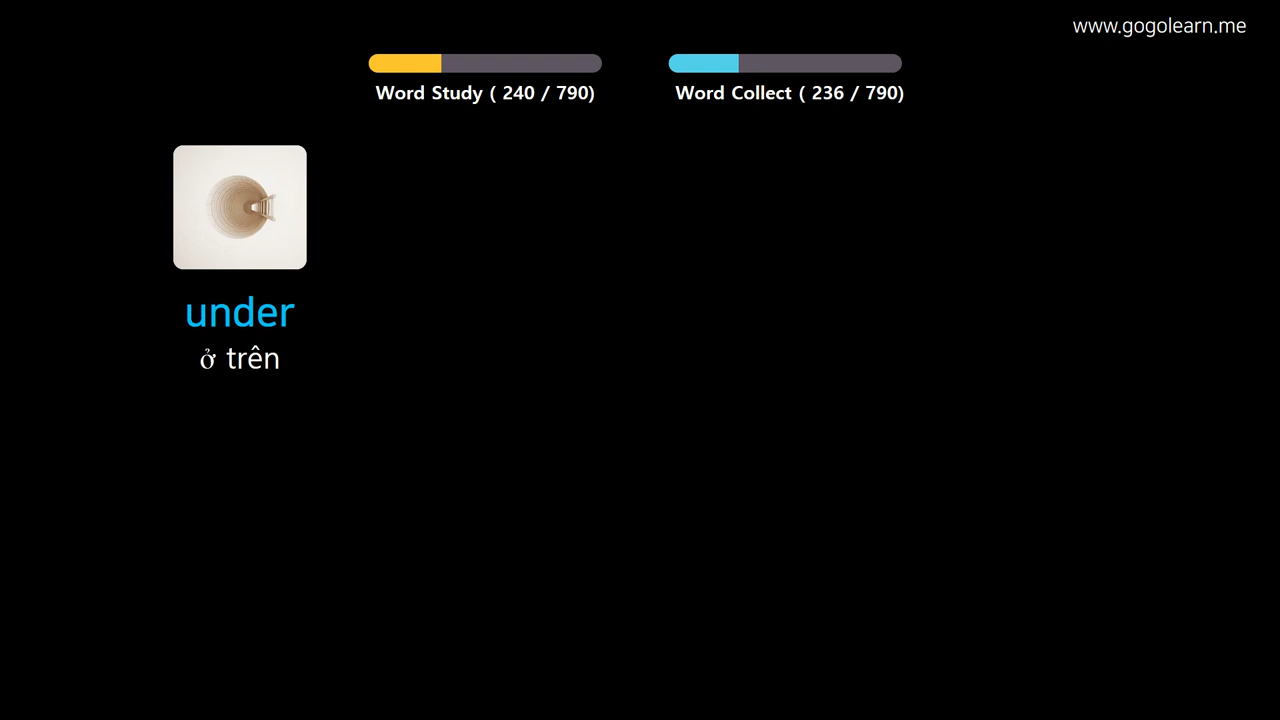 www.gogolearn.me
Word Study ( 240 / 790)
Word Collect ( 236 / 790)
under
ở trên